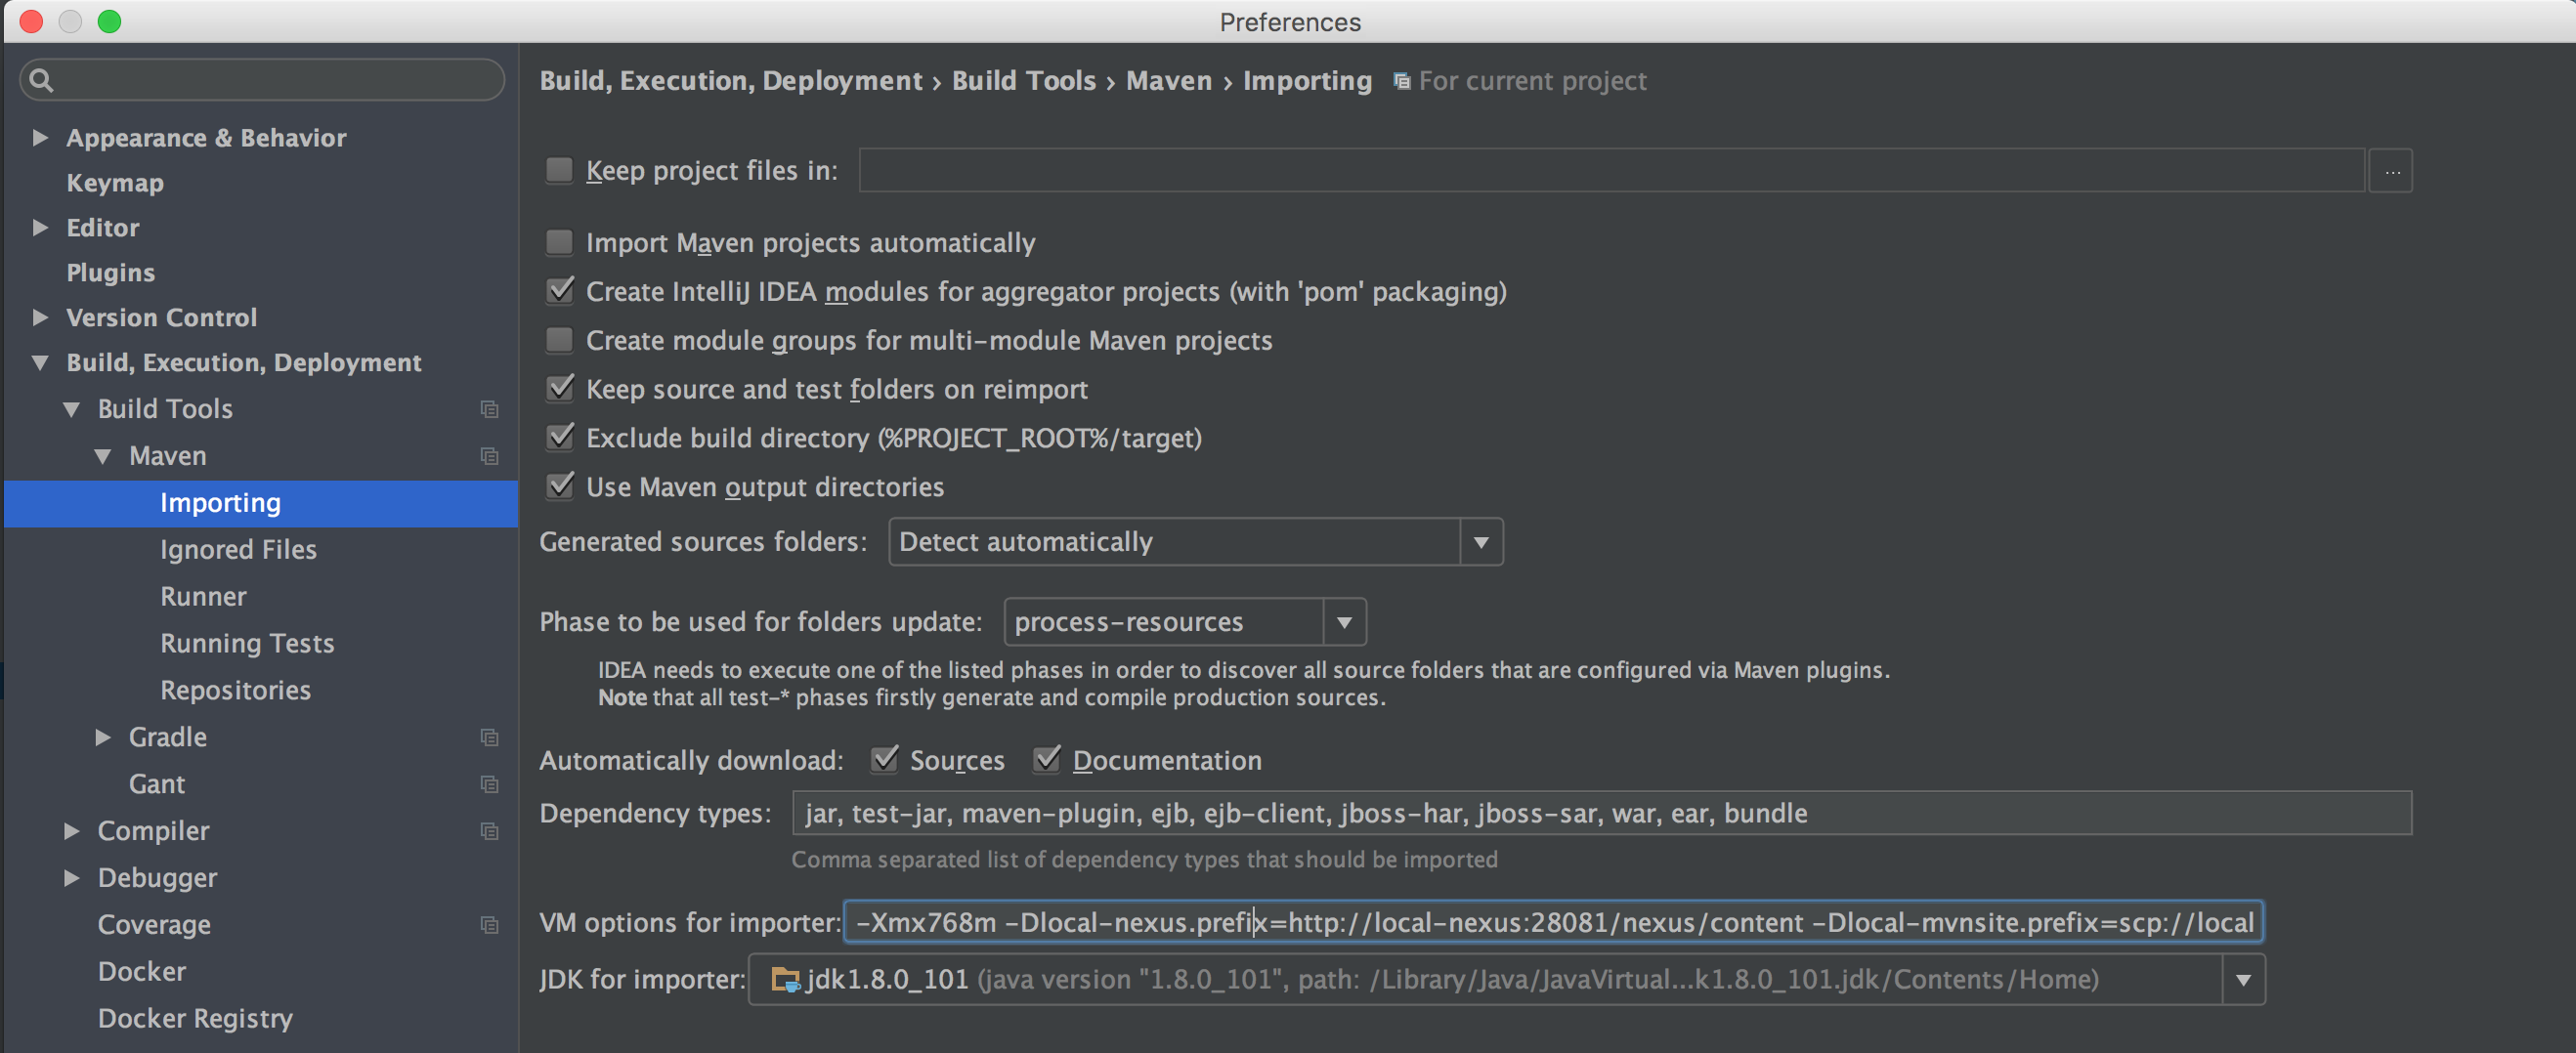 Preferences
Build, Execution, Deployment › Build Tools › Maven › Importing For current project
Appearance & Behavior
Keymap
Editor
Plugins
Version Control
Build, Execution, Deployment
Build Tools
Maven
Importing
Ignored Files
Runner
Running Tests
Repositories
Gradle
Gant
Compiler
Debugger
Coverage
Docker
Docker Registry
Keep project files in: ...
Import Maven projects automatically
Create IntelliJ IDEA modules for aggregator projects (with 'pom' packaging)
Create module groups for multi-module Maven projects
Keep source and test folders on reimport
Exclude build directory (%PROJECT_ROOT%/target)
Use Maven output directories
Generated sources folders: Detect automatically
Phase to be used for folders update: process-resources
IDEA needs to execute one of the listed phases in order to discover all source folders that are configured via Maven plugins.
Note that all test-* phases firstly generate and compile production sources.
Automatically download: Sources Documentation
Dependency types: jar, test-jar, maven-plugin, ejb, ejb-client, jboss-har, jboss-sar, war, ear, bundle
Comma separated list of dependency types that should be imported
VM options for importer: -Xmx768m -Dlocal-nexus.prefix=http://local-nexus:28081/nexus/content -Dlocal-mvnsite.prefix=scp://local
JDK for importer: jdk1.8.0_101 (java version "1.8.0_101", path: /Library/Java/JavaVirtual...k1.8.0_101.jdk/Contents/Home)